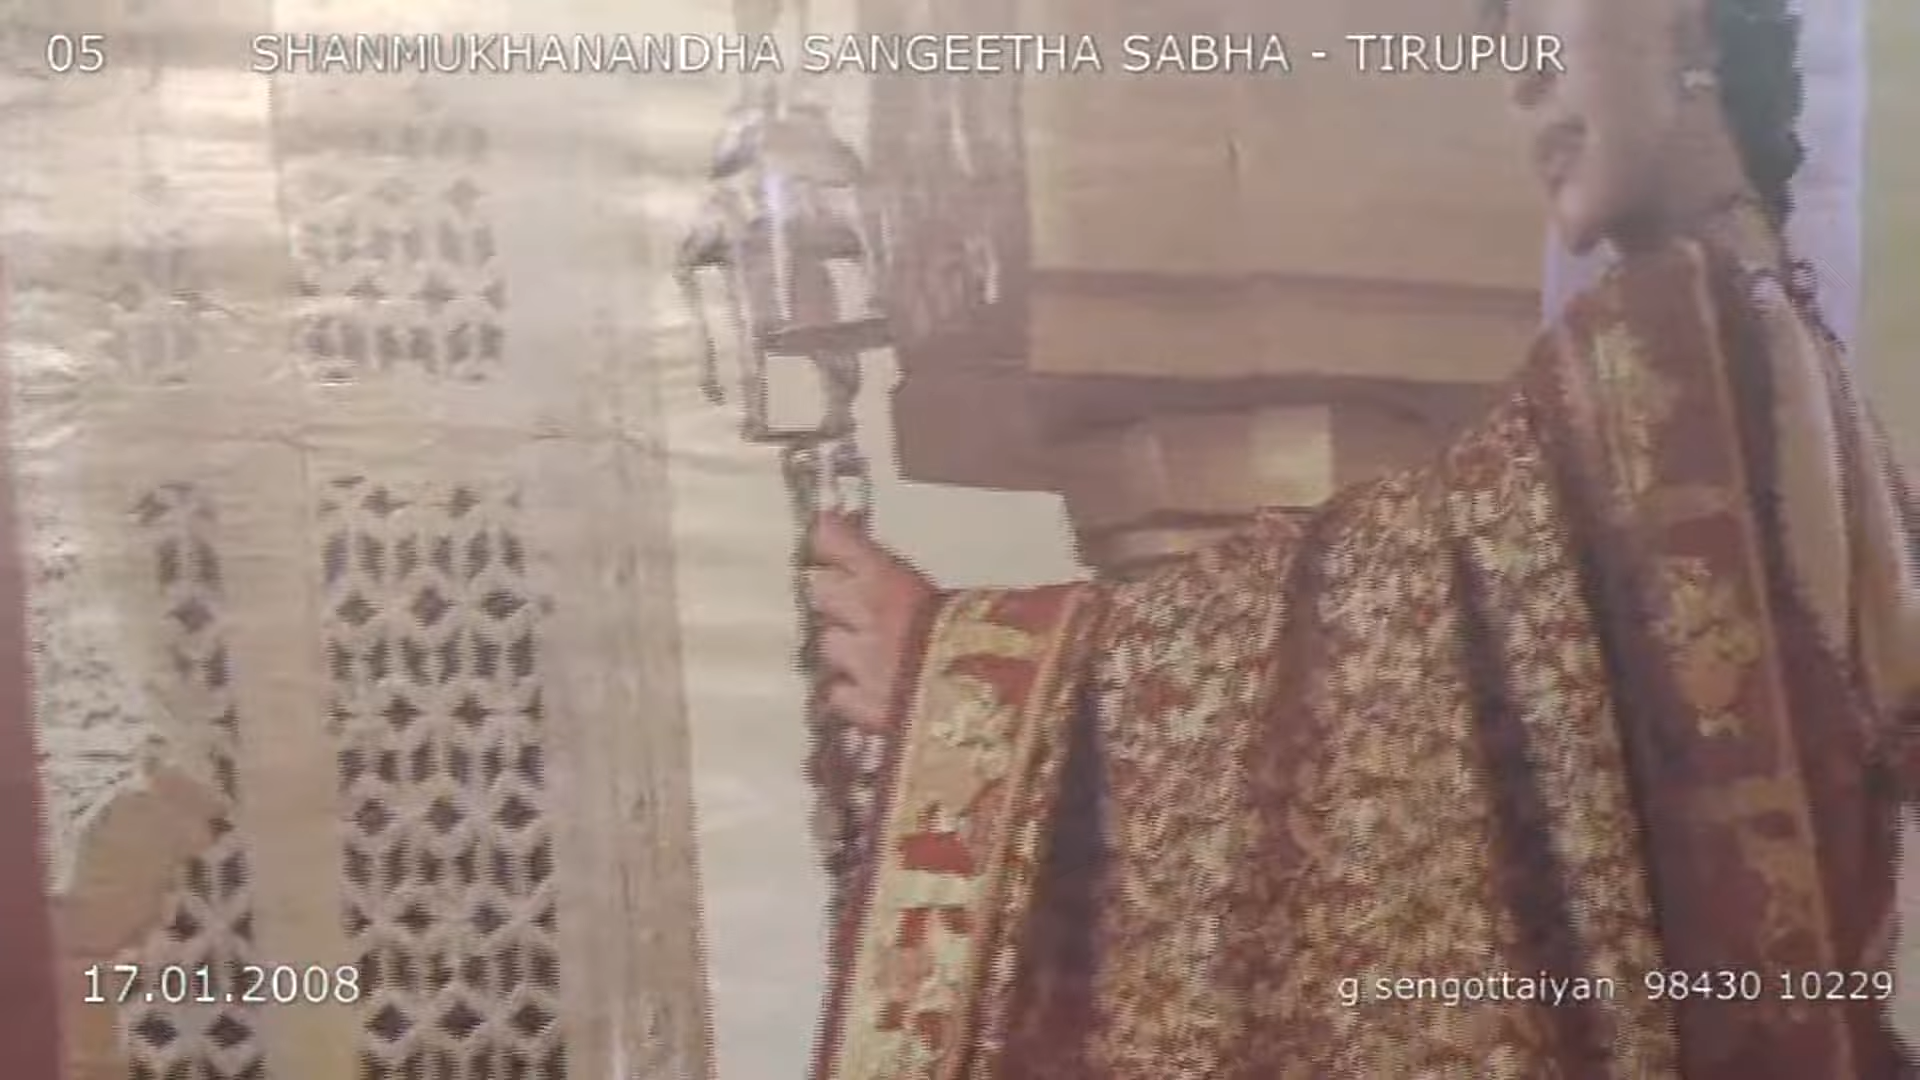 05 SHANMUKHANANDHA SANGEETHA SABHA - TIRUPUR
17.01.2008
g sengottaiyan 98430 10229